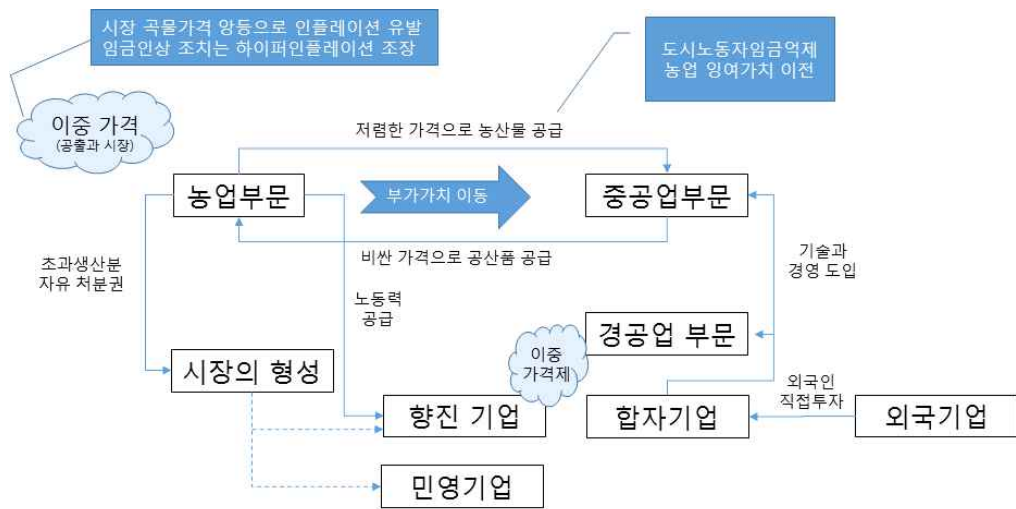 시장 곡물가격 앙등으로 인플레이션 유발
임금인상 조치는 하이퍼인플레이션 조장
도시노동자임금억제
농업 잉여가치 이전
이중 가격
(공출과 시장)
저렴한 가격으로 농산물 공급
농업부문
부가가치 이동
중공업부문
비싼 가격으로 공산품 공급
초과생산분
자유 처분권
노동력
공급
기술과
경영 도입
경공업 부문
이중
가격제
시장의 형성
외국인
직접투자
향진 기업
합자기업
외국기업
민영기업